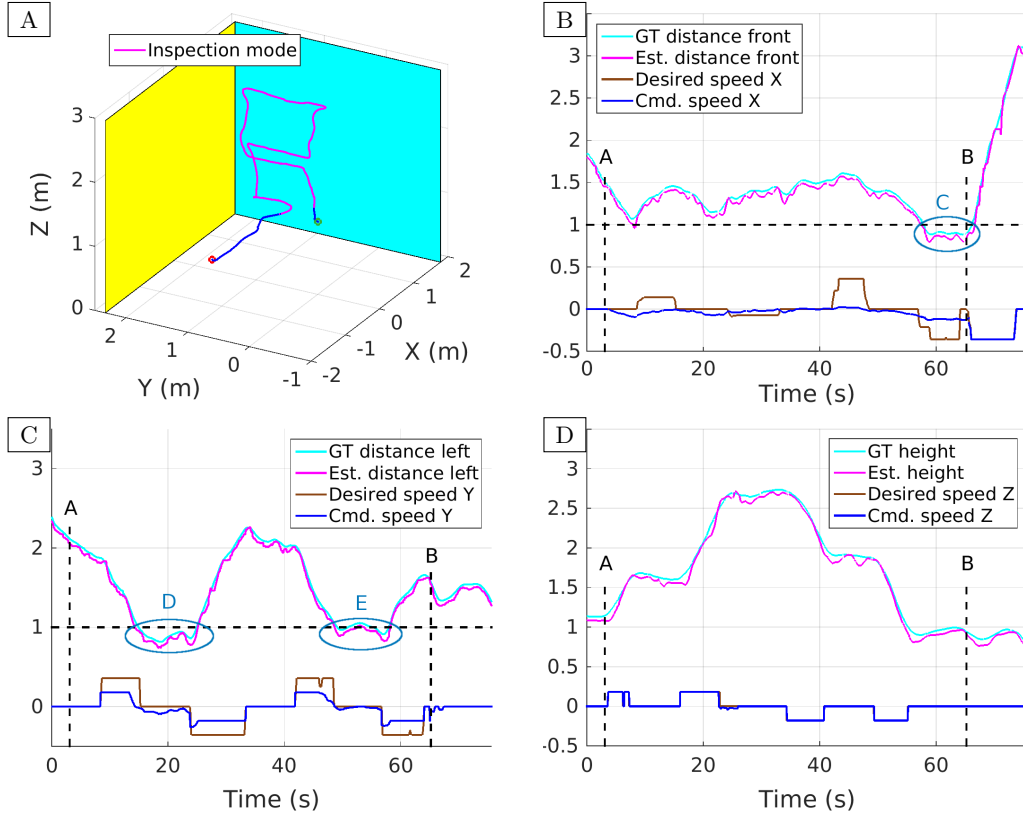 A
Inspection mode
3
2
1
0
Z (m)
2
1
0
-1
Y (m)
-2
-1
0
1
2
X (m)
B
GT distance front
Est. distance front
Desired speed X
Cmd. speed X
3
2.5
2
1.5
1
0.5
0
-0.5
A
B
C
0
20
40
60
Time (s)
C
GT distance left
Est. distance left
Desired speed Y
Cmd. speed Y
3
2
1
0
A
B
D
E
0
20
40
60
Time (s)
D
GT height
Est. height
Desired speed Z
Cmd. speed Z
3
2.5
2
1.5
1
0.5
0
-0.5
A
B
0
20
40
60
Time (s)